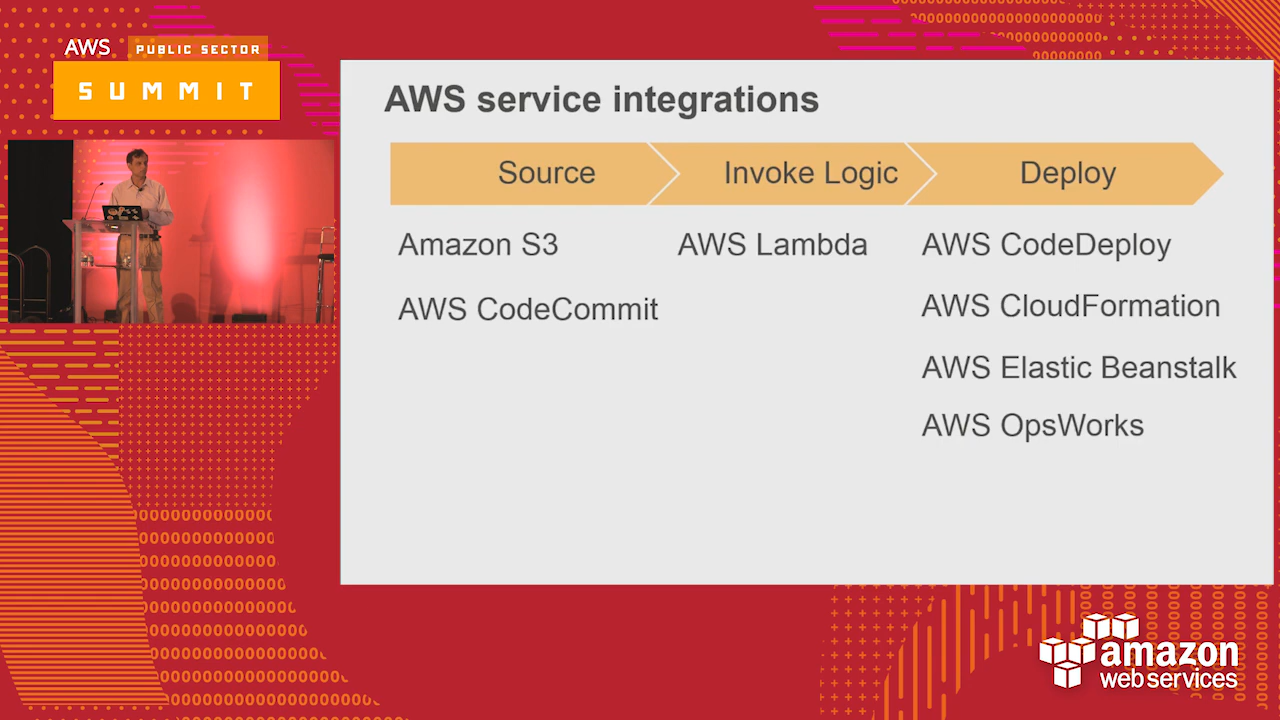 AWS PUBLIC SECTOR
SUMMIT
AWS service integrations
Source Invoke Logic Deploy
Amazon S3 AWS Lambda AWS CodeDeploy
AWS CodeCommit AWS CloudFormation
AWS Elastic Beanstalk
AWS OpsWorks
amazon
web services